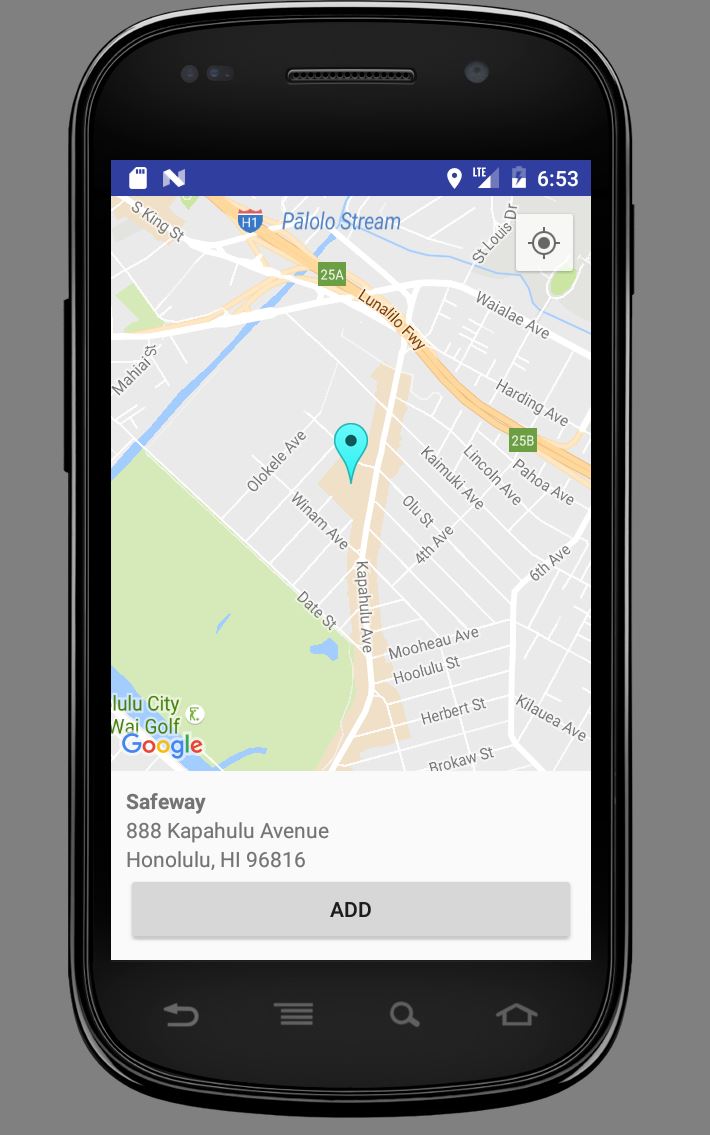 LTE 6:53
S King St
H1
Pālolo Stream
St Louis Dr
25A
Lunalilo Fwy
Waialae Ave
Mahiai St
Harding Ave
25B
Olokele Ave
Kaimuki Ave
Lincoln Ave
Pahoa Ave
Winam Ave
Olu St
4th Ave
6th Ave
Kapahulu Ave
Date St
Mooheau Ave
Hoolulu St
lulu City
Wai Golf
Herbert St
Kilauea Ave
Google
Brokaw St
Safeway
888 Kapahulu Avenue
Honolulu, HI 96816
ADD